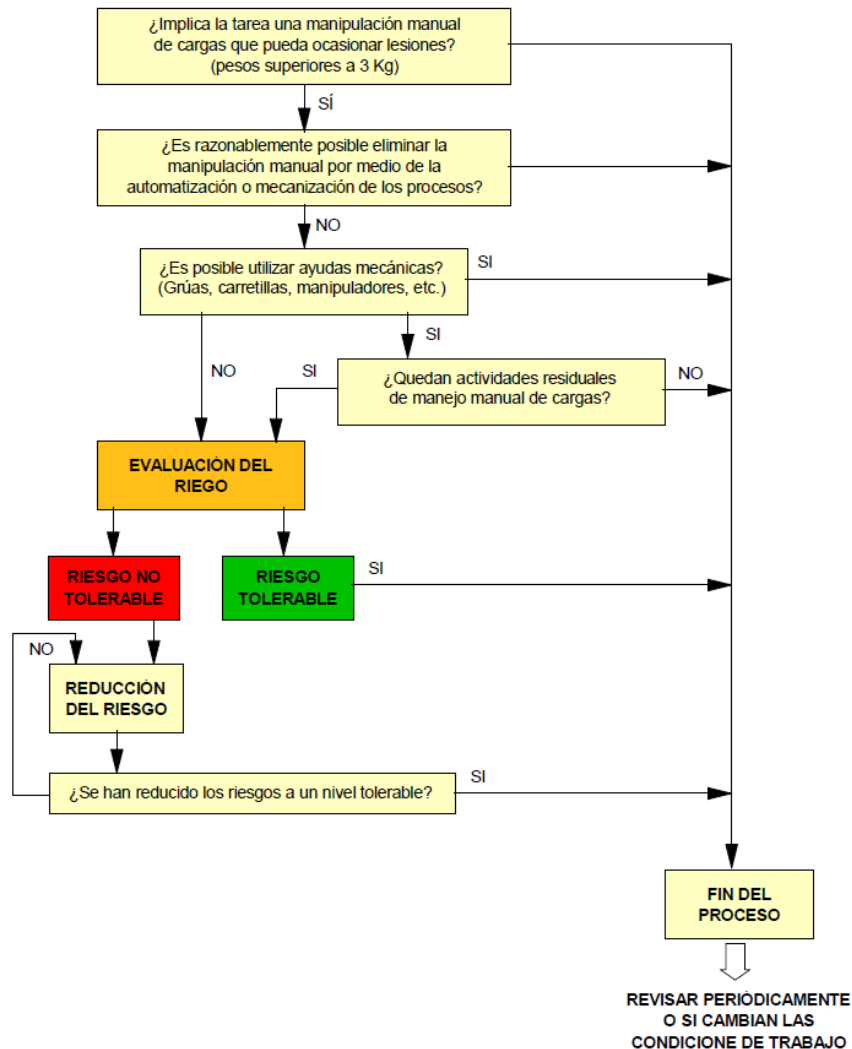 ¿Implica la tarea una manipulación manual
de cargas que pueda ocasionar lesiones?
(pesos superiores a 3 Kg)
SÍ
¿Es razonablemente posible eliminar la
manipulación manual por medio de la
automatización o mecanización de los procesos?
NO
¿Es posible utilizar ayudas mecánicas?
(Grúas, carretillas, manipuladores, etc.)
SI
SI
NO
SI
¿Quedan actividades residuales
de manejo manual de cargas?
NO
EVALUACIÓN DEL
RIEGO
RIESGO NO
TOLERABLE
RIESGO
TOLERABLE
SI
NO
REDUCCIÓN
DEL RIESGO
¿Se han reducido los riesgos a un nivel tolerable?
SI
FIN DEL
PROCESO
REVISAR PERIÓDICAMENTE
O SI CAMBIAN LAS
CONDICIONE DE TRABAJO